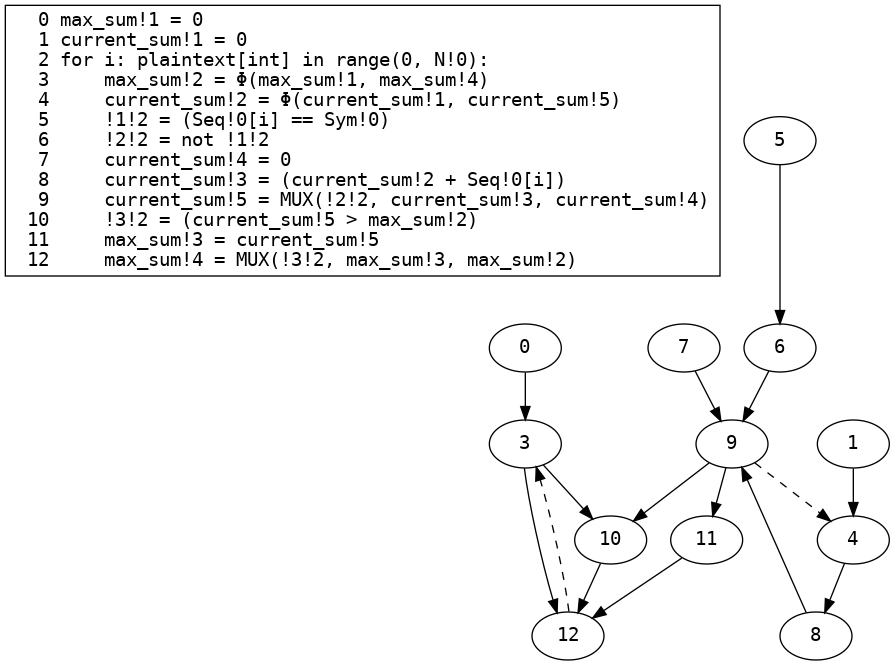 0 max_sum!1 = 0
1 current_sum!1 = 0
2 for i: plaintext[int] in range(0, N!0):
3     max_sum!2 = Φ(max_sum!1, max_sum!4)
4     current_sum!2 = Φ(current_sum!1, current_sum!5)
5     !1!2 = (Seq!0[i] == Sym!0)
6     !2!2 = not !1!2
7     current_sum!4 = 0
8     current_sum!3 = (current_sum!2 + Seq!0[i])
9     current_sum!5 = MUX(!2!2, current_sum!3, current_sum!4)
10     !3!2 = (current_sum!5 > max_sum!2)
11     max_sum!3 = current_sum!5
12     max_sum!4 = MUX(!3!2, max_sum!3, max_sum!2)
5
0 7 6
3 9 1
10 11 4
12 8